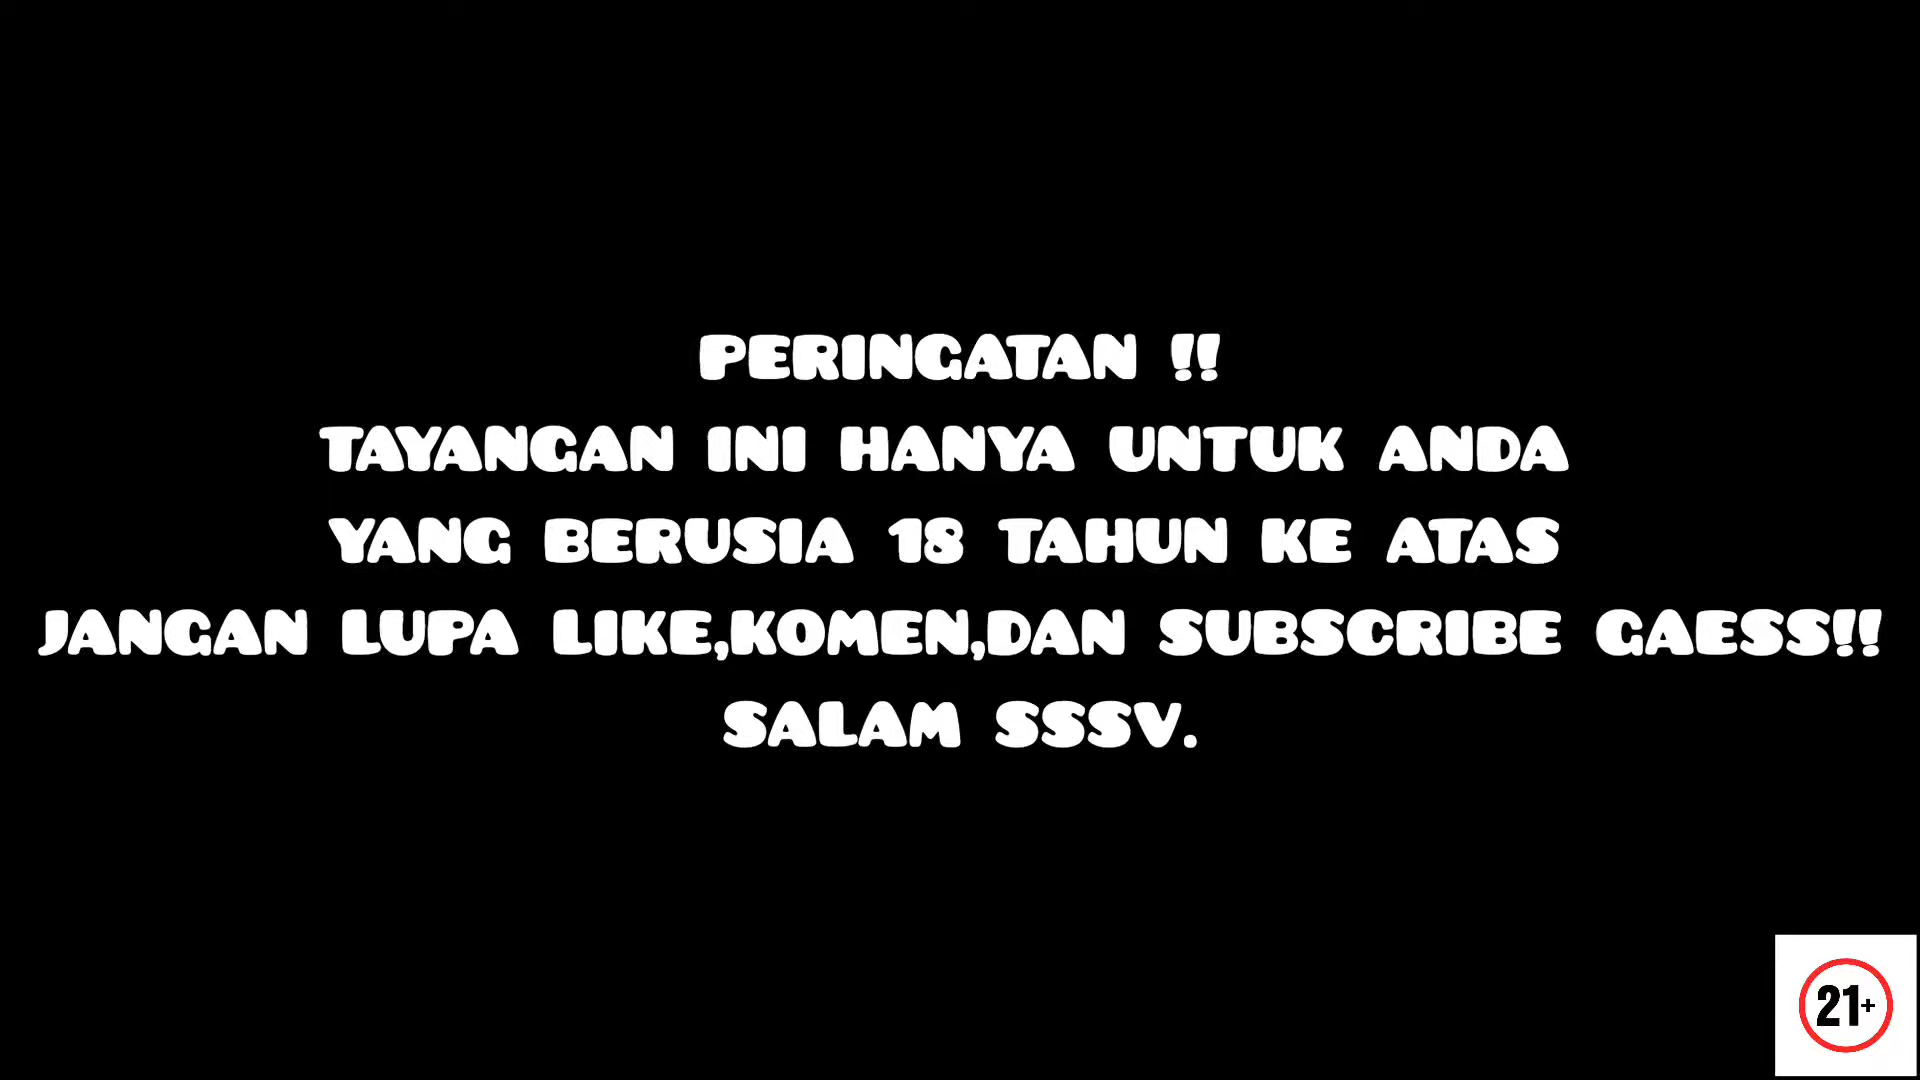 PERINGATAN !!
TAYANGAN INI HANYA UNTUK ANDA
YANG BERUSIA 18 TAHUN KE ATAS
JANGAN LUPA LIKE,KOMEN,DAN SUBSCRIBE GAESS!!
SALAM SSSV.
21+